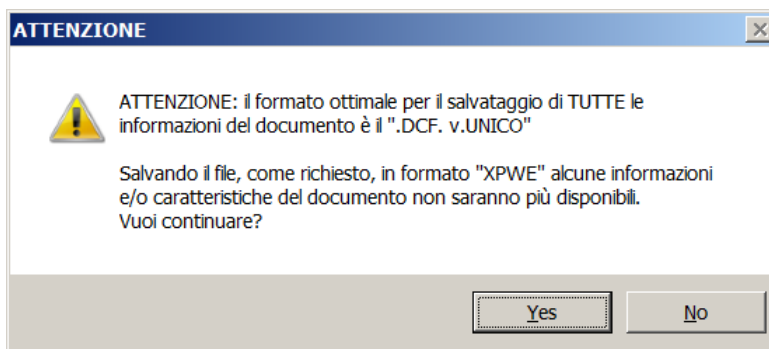 ATTENZIONE
ATTENZIONE: il formato ottimale per il salvataggio di TUTTE le
informazioni del documento è il ".DCF. v.UNICO"
Salvando il file, come richiesto, in formato "XPWE" alcune informazioni
e/o caratteristiche del documento non saranno più disponibili.
Vuoi continuare?
Yes
No